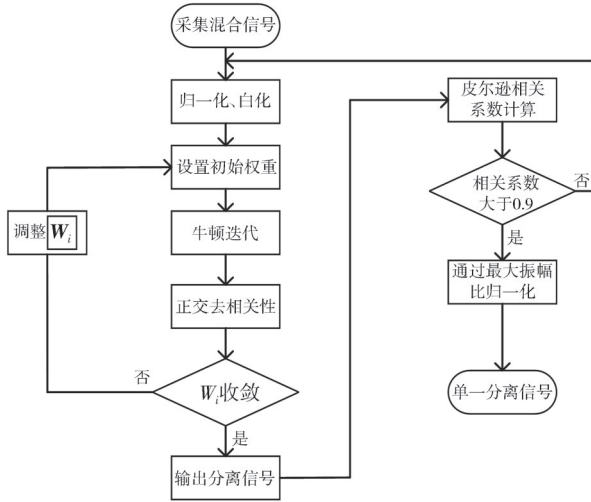 采集混合信号
归一化、白化
设置初始权重
牛顿迭代
正交去相关性
W_i收敛
否
是
调整 W_i
输出分离信号
皮尔逊相关
系数计算
相关系数
大于0.9
否
是
通过最大振幅
比归一化
单一分离信号